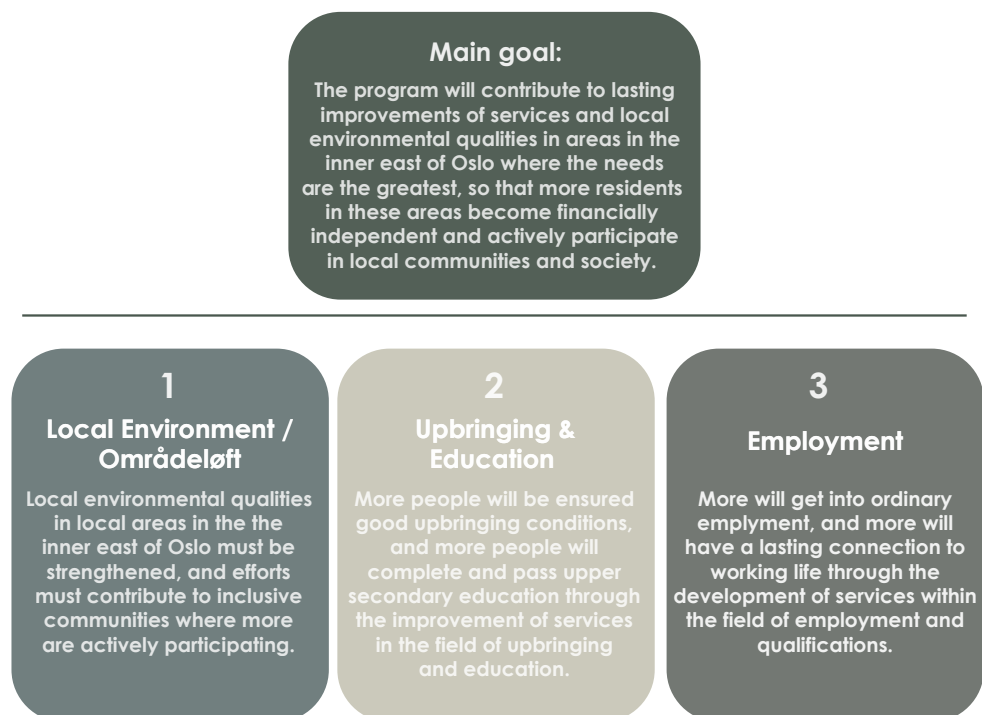 Main goal:
The program will contribute to lasting
improvements of services and local
environmental qualities in areas in the
inner east of Oslo where the needs
are the greatest, so that more residents
in these areas become financially
independent and actively participate
in local communities and society.
1
Local Environment /
Områdeløft
Local environmental qualities
in local areas in the the
inner east of Oslo must be
strengthened, and efforts
must contribute to inclusive
communities where more
are actively participating.
2
Upbringing &
Education
More people will be ensured
good upbringing conditions,
and more people will
complete and pass upper
secondary education through
the improvement of services
in the field of upbringing
and education.
3
Employment
More will get into ordinary
emplyment, and more will
have a lasting connection to
working life through the
development of services within
the field of employment and
qualifications.